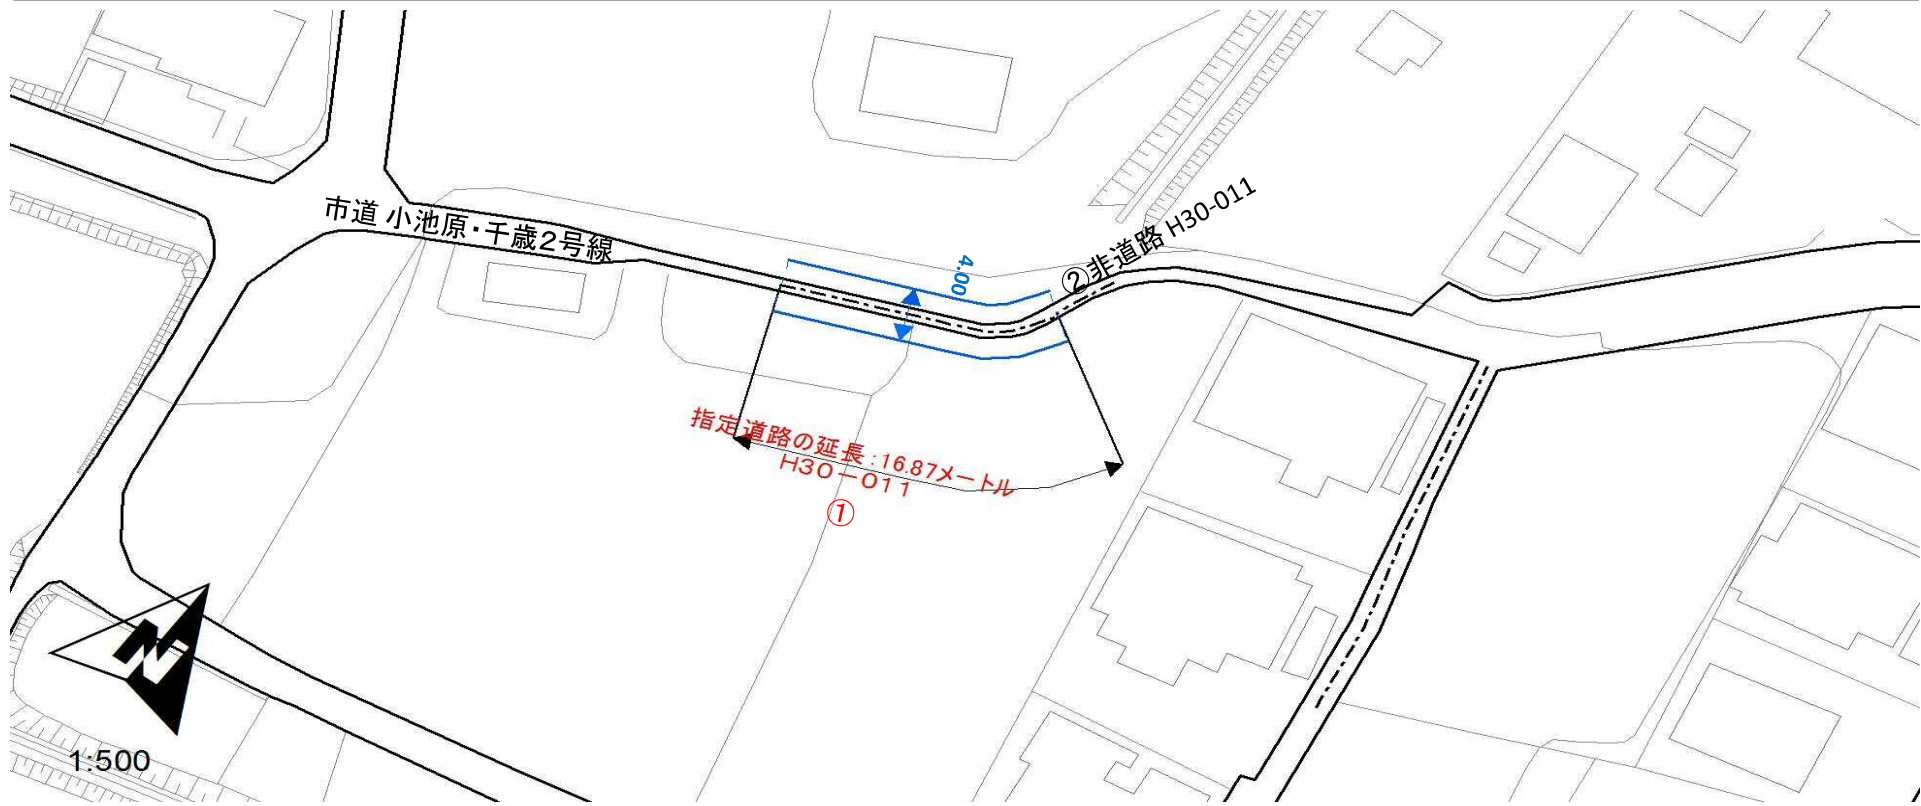 市道 小池原・千歳2号線
4.00
②非道路 H30-011
指定道路の延長:16.87メートル
H30-011
①
N
1:500